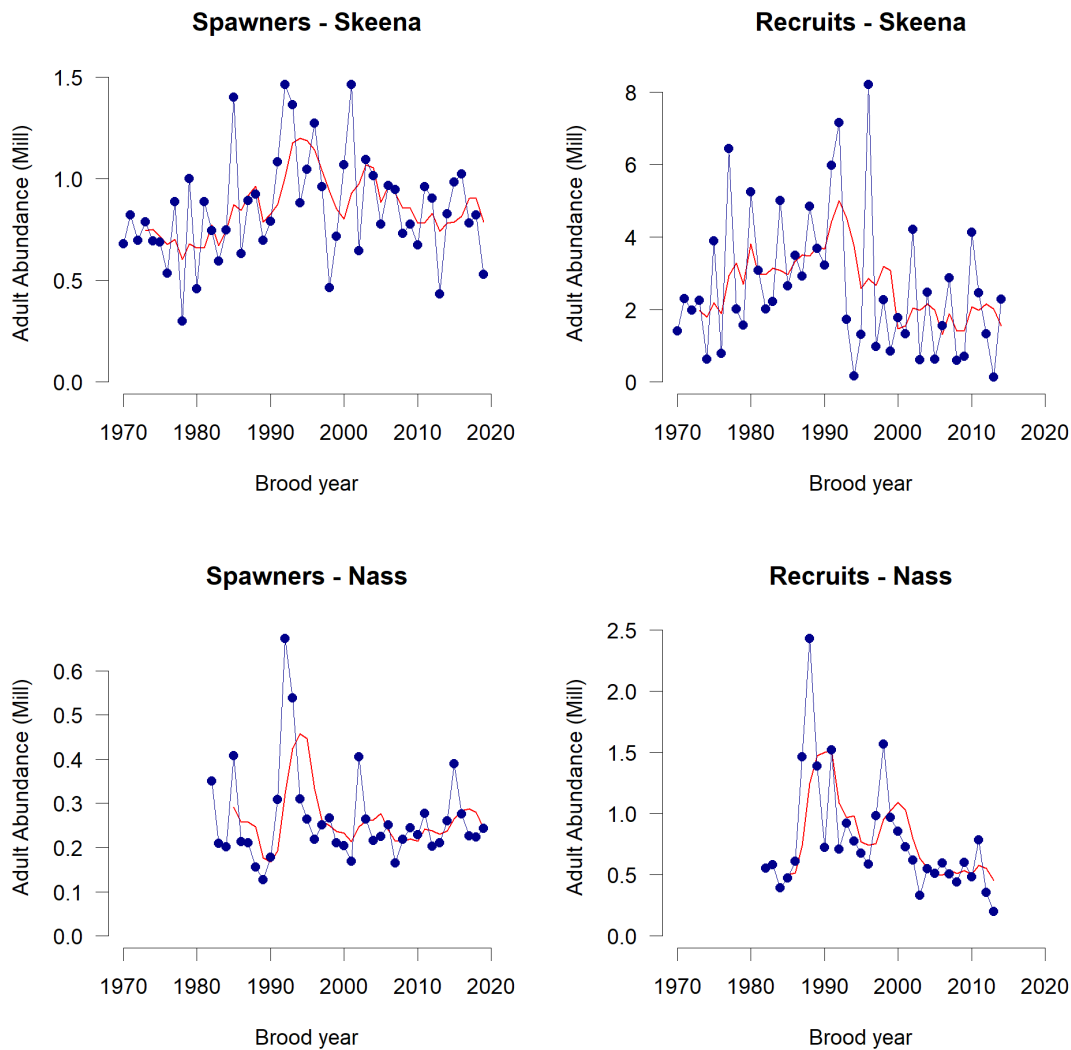 Spawners - Skeena
Adult Abundance (Mill)
1.5
1.0
0.5
0.0
1970 1980 1990 2000 2010 2020
Brood year
Recruits - Skeena
Adult Abundance (Mill)
8
6
4
2
0
1970 1980 1990 2000 2010 2020
Brood year
Spawners - Nass
Adult Abundance (Mill)
0.6
0.5
0.4
0.3
0.2
0.1
0.0
1970 1980 1990 2000 2010 2020
Brood year
Recruits - Nass
Adult Abundance (Mill)
2.5
2.0
1.5
1.0
0.5
0.0
1970 1980 1990 2000 2010 2020
Brood year